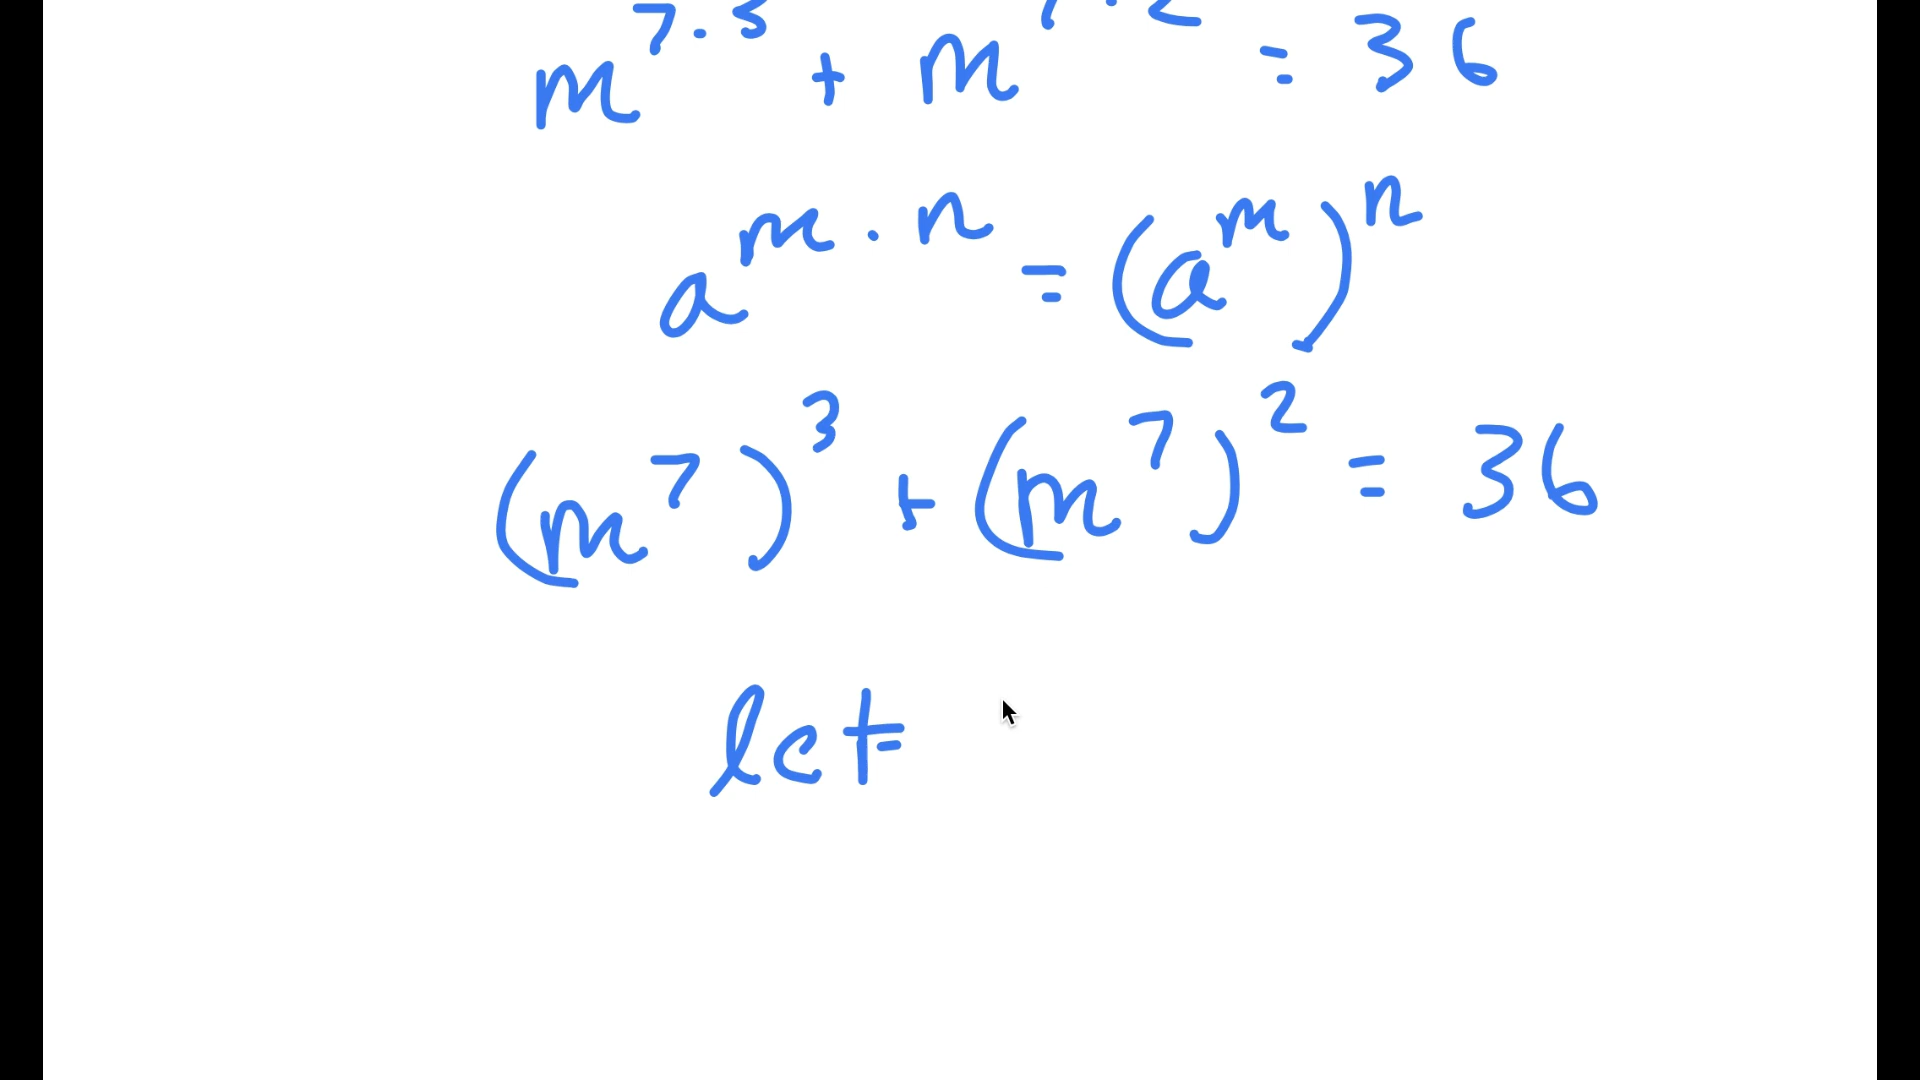 m^7·3 + m^7·2 = 36
a^m·n = (a^m)^n
(m^7)^3 + (m^7)^2 = 36
let